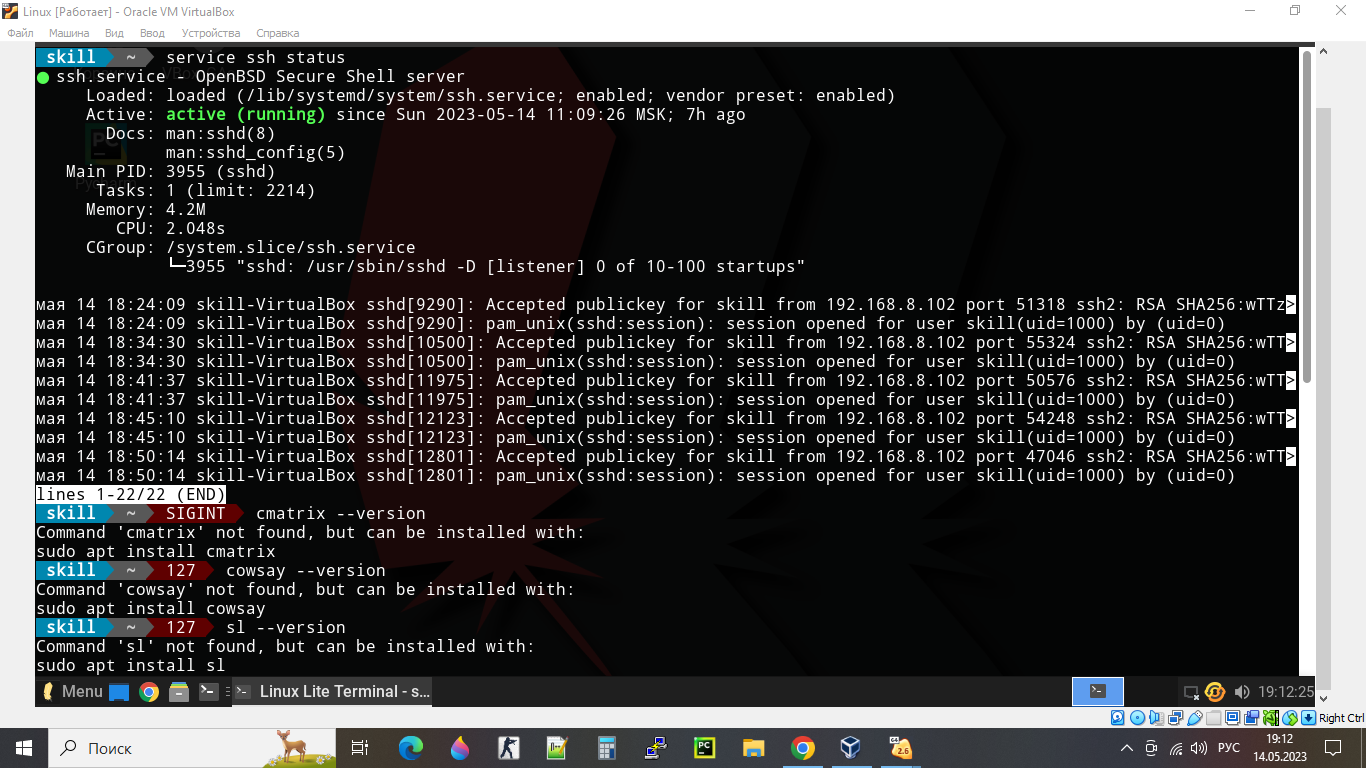 Linux [Работает] - Oracle VM VirtualBox
Файл Машина Вид Ввод Устройства Справка
skill ~ service ssh status
● ssh.service - OpenBSD Secure Shell server
Loaded: loaded (/lib/systemd/system/ssh.service; enabled; vendor preset: enabled)
Active: active (running) since Sun 2023-05-14 11:09:26 MSK; 7h ago
Docs: man:sshd(8)
man:sshd_config(5)
Main PID: 3955 (sshd)
Tasks: 1 (limit: 2214)
Memory: 4.2M
CPU: 2.048s
CGroup: /system.slice/ssh.service
└─3955 "sshd: /usr/sbin/sshd -D [listener] 0 of 10-100 startups"
мая 14 18:24:09 skill-VirtualBox sshd[9290]: Accepted publickey for skill from 192.168.8.102 port 51318 ssh2: RSA SHA256:wTTz>
мая 14 18:24:09 skill-VirtualBox sshd[9290]: pam_unix(sshd:session): session opened for user skill(uid=1000) by (uid=0)
мая 14 18:34:30 skill-VirtualBox sshd[10500]: Accepted publickey for skill from 192.168.8.102 port 55324 ssh2: RSA SHA256:wTT>
мая 14 18:34:30 skill-VirtualBox sshd[10500]: pam_unix(sshd:session): session opened for user skill(uid=1000) by (uid=0)
мая 14 18:41:37 skill-VirtualBox sshd[11975]: Accepted publickey for skill from 192.168.8.102 port 50576 ssh2: RSA SHA256:wTT>
мая 14 18:41:37 skill-VirtualBox sshd[11975]: pam_unix(sshd:session): session opened for user skill(uid=1000) by (uid=0)
мая 14 18:45:10 skill-VirtualBox sshd[12123]: Accepted publickey for skill from 192.168.8.102 port 54248 ssh2: RSA SHA256:wTT>
мая 14 18:45:10 skill-VirtualBox sshd[12123]: pam_unix(sshd:session): session opened for user skill(uid=1000) by (uid=0)
мая 14 18:50:14 skill-VirtualBox sshd[12801]: Accepted publickey for skill from 192.168.8.102 port 47046 ssh2: RSA SHA256:wTT>
мая 14 18:50:14 skill-VirtualBox sshd[12801]: pam_unix(sshd:session): session opened for user skill(uid=1000) by (uid=0)
lines 1-22/22 (END)
skill ~ SIGINT cmatrix --version
Command 'cmatrix' not found, but can be installed with:
sudo apt install cmatrix
skill ~ 127 cowsay --version
Command 'cowsay' not found, but can be installed with:
sudo apt install cowsay
skill ~ 127 sl --version
Command 'sl' not found, but can be installed with:
sudo apt install sl
Menu Linux Lite Terminal - s... 19:12:25
Right Ctrl
Поиск РУС 19:12
14.05.2023